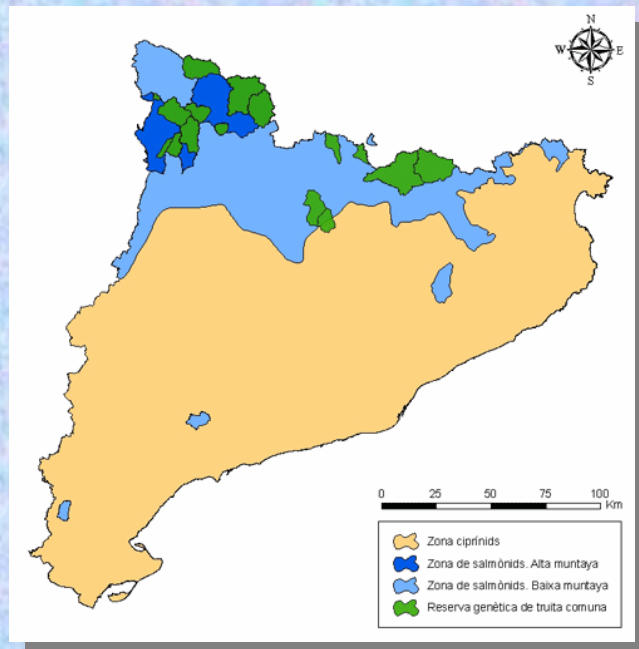 N
W E
S
0 25 50 75 100
Km
Zona ciprínids
Zona de salmònids. Alta muntaya
Zona de salmònids. Baixa muntaya
Reserva genètica de truita comuna